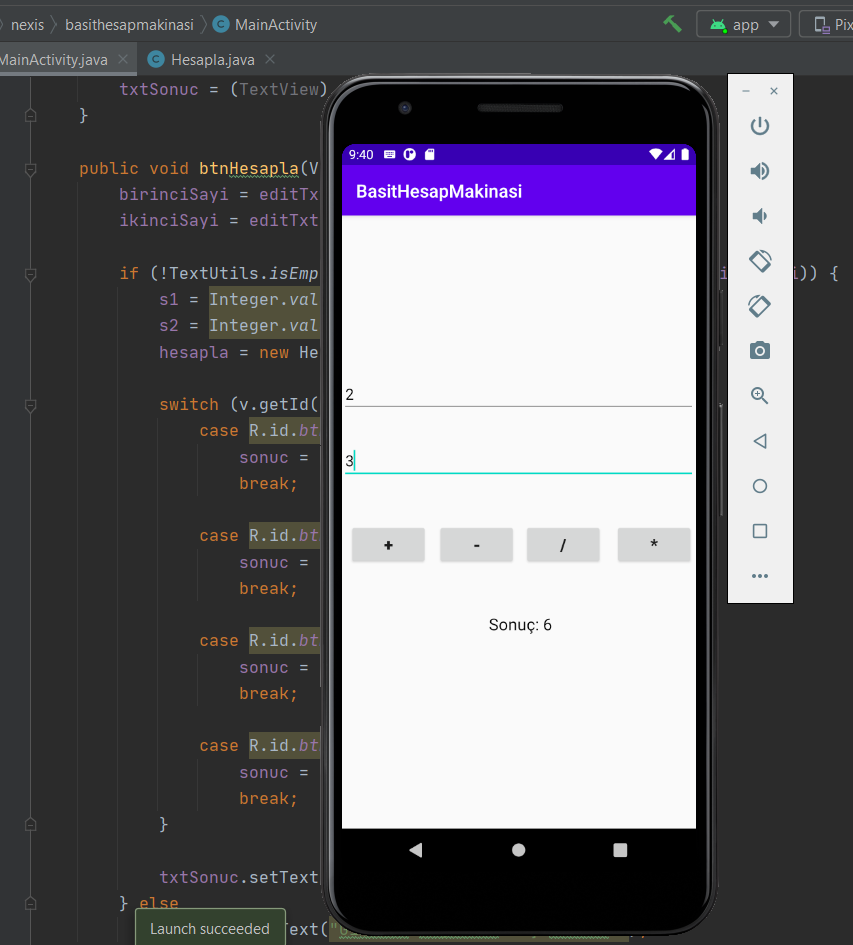 nexis basithesapmakinasi MainActivity app Pix
MainActivity.java Hesapla.java
txtSonuc = (TextView)
}
public void btnHesapla(V
birinciSayi = editTx
ikinciSayi = editTxt
if (!TextUtils.isEmp i)) {
s1 = Integer.val
s2 = Integer.val
hesapla = new He
switch (v.getId(
case R.id.bt
sonuc =
break;
case R.id.bt
sonuc =
break;
case R.id.bt
sonuc =
break;
case R.id.bt
sonuc =
break;
}
txtSonuc.setText
} else
Text("
Launch succeeded
9:40
BasitHesapMakinasi
2
3
+ - / *
Sonuç: 6